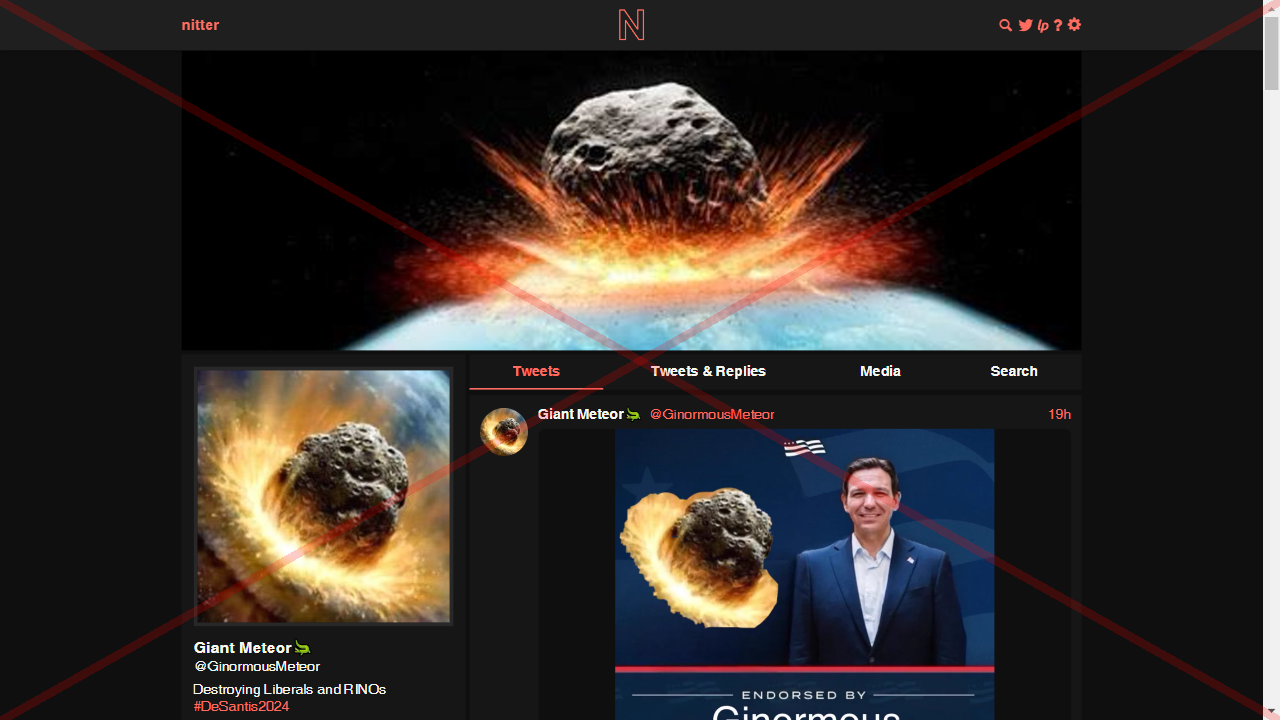 nitter
N
lp ?
Tweets
Tweets & Replies
Media
Search
Giant Meteor @GinormousMeteor 19h
ENDORSED BY
Ginormous
Giant Meteor
@GinormousMeteor
Destroying Liberals and RINOs
#DeSantis2024